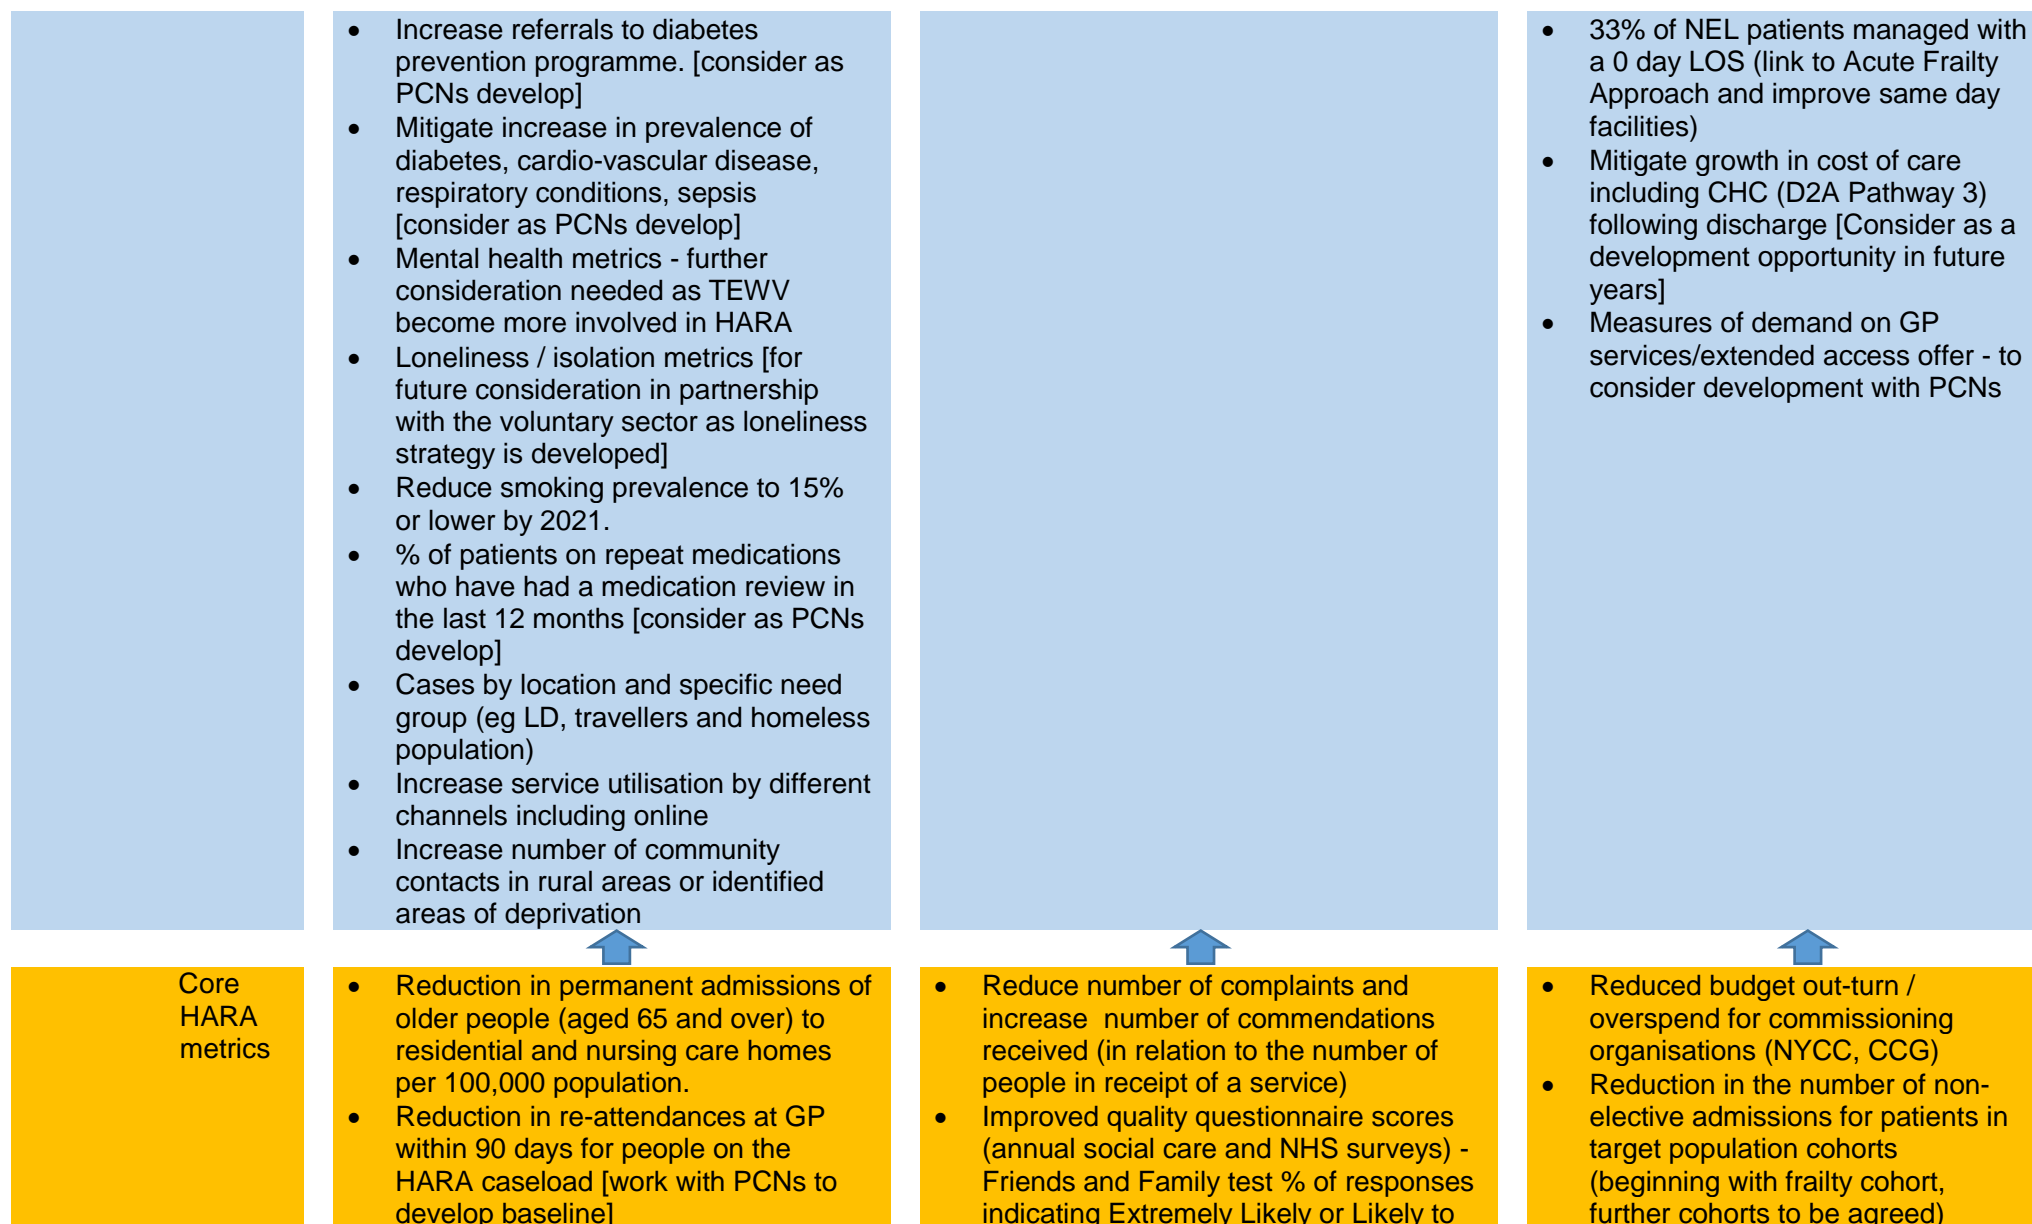 • Increase referrals to diabetes
prevention programme. [consider as
PCNs develop]
• Mitigate increase in prevalence of
diabetes, cardio-vascular disease,
respiratory conditions, sepsis
[consider as PCNs develop]
• Mental health metrics - further
consideration needed as TEWV
become more involved in HARA
• Loneliness / isolation metrics [for
future consideration in partnership
with the voluntary sector as loneliness
strategy is developed]
• Reduce smoking prevalence to 15%
or lower by 2021.
• % of patients on repeat medications
who have had a medication review in
the last 12 months [consider as PCNs
develop]
• Cases by location and specific need
group (eg LD, travellers and homeless
population)
• Increase service utilisation by different
channels including online
• Increase number of community
contacts in rural areas or identified
areas of deprivation
• 33% of NEL patients managed with
a 0 day LOS (link to Acute Frailty
Approach and improve same day
facilities)
• Mitigate growth in cost of care
including CHC (D2A Pathway 3)
following discharge [Consider as a
development opportunity in future
years]
• Measures of demand on GP
services/extended access offer - to
consider development with PCNs
Core
HARA
metrics
• Reduction in permanent admissions of
older people (aged 65 and over) to
residential and nursing care homes
per 100,000 population.
• Reduction in re-attendances at GP
within 90 days for people on the
HARA caseload [work with PCNs to
develop baseline]
• Reduce number of complaints and
increase  number of commendations
received (in relation to the number of
people in receipt of a service)
• Improved quality questionnaire scores
(annual social care and NHS surveys) -
Friends and Family test % of responses
indicating Extremely Likely or Likely to
• Reduced budget out-turn /
overspend for commissioning
organisations (NYCC, CCG)
• Reduction in the number of non-
elective admissions for patients in
target population cohorts
(beginning with frailty cohort,
further cohorts to be agreed)